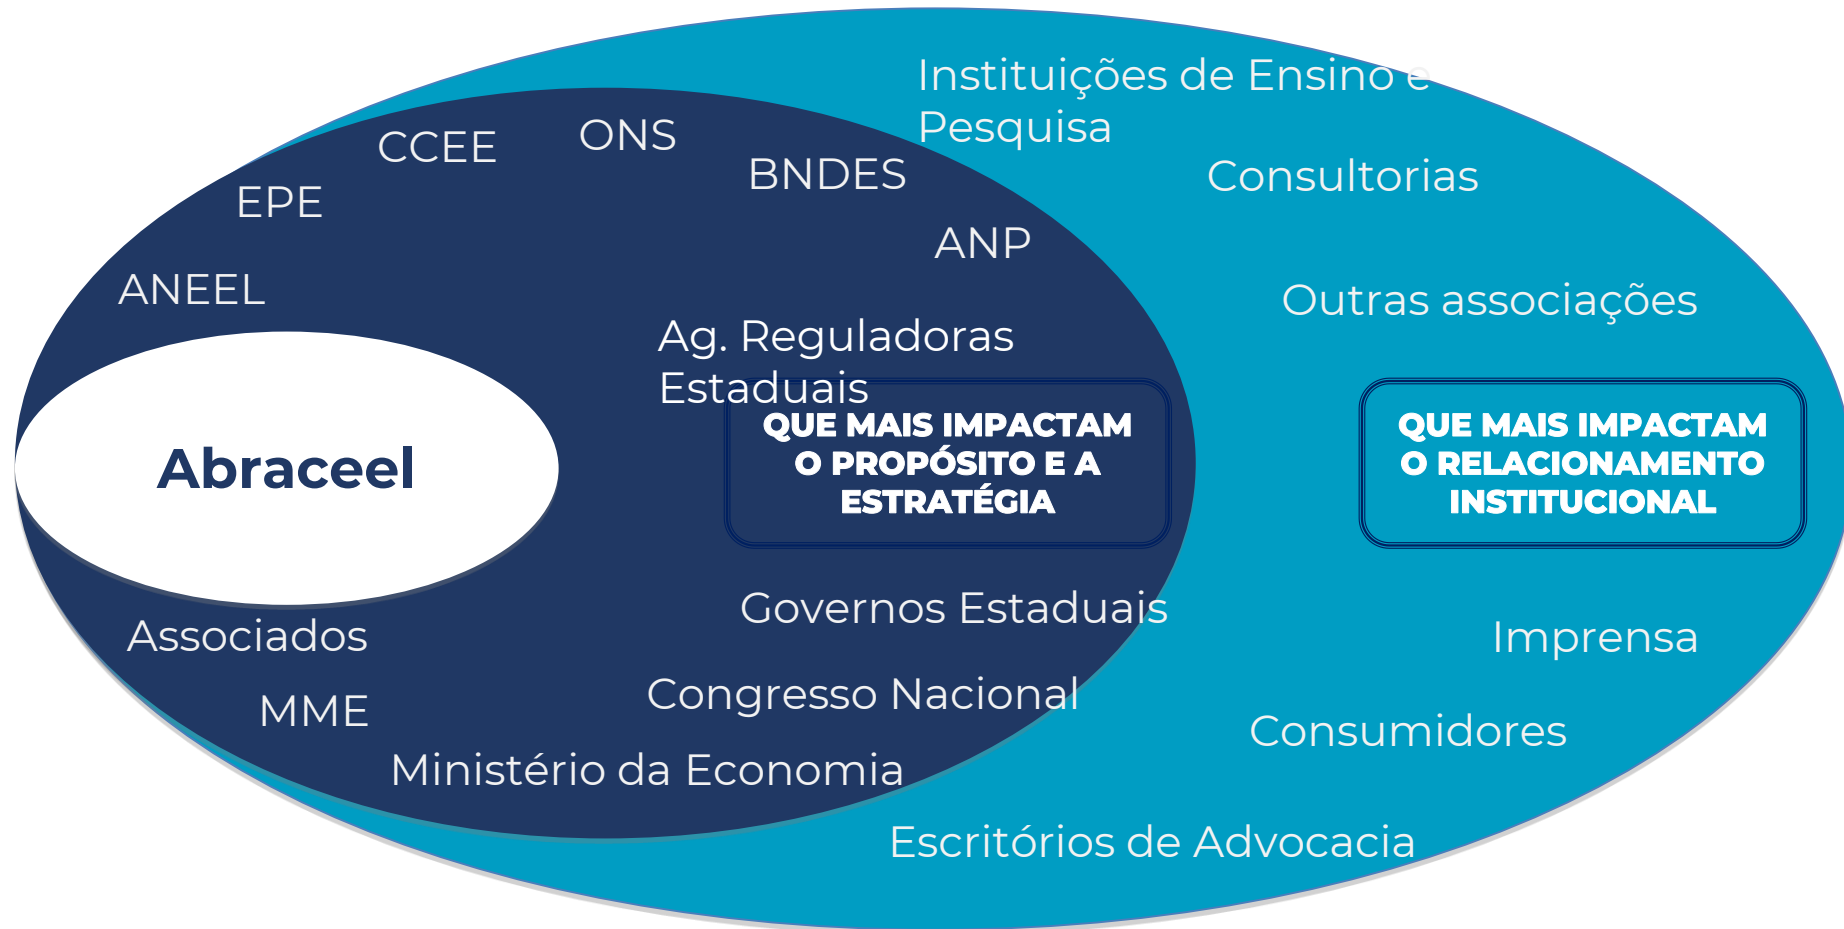 Instituições de Ensino e
Pesquisa
CCEE
ONS
BNDES
Consultorias
EPE
ANP
ANEEL
Outras associações
Ag. Reguladoras
Estaduais
Abraceel
QUE MAIS IMPACTAM
O PROPÓSITO E A
ESTRATÉGIA
QUE MAIS IMPACTAM
O RELACIONAMENTO
INSTITUCIONAL
Governos Estaduais
Associados
Imprensa
MME
Congresso Nacional
Consumidores
Ministério da Economia
Escritórios de Advocacia